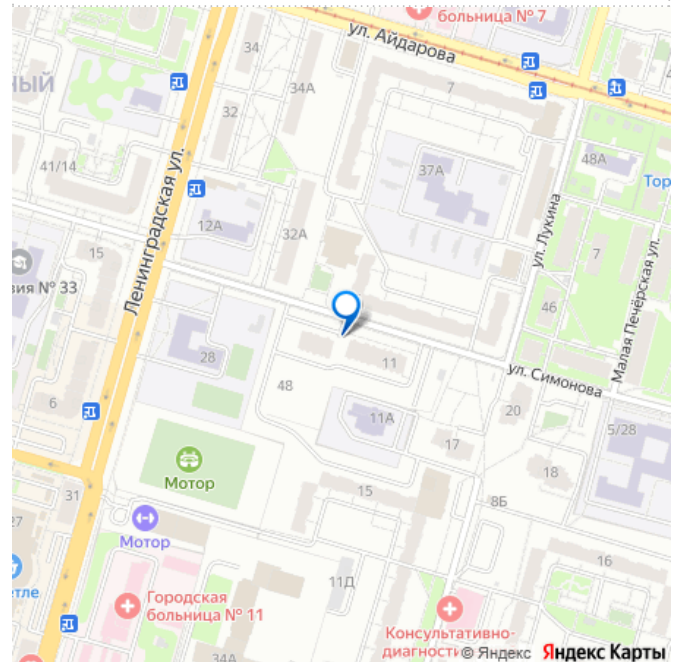 больница № 7
ул. Айдарова
34
34А
7
НЫЙ
32
48А
37А
Тор
41/14
12А
32А
Ленинградская ул.
ул. Лукина
7
15
вия № 33
46
Малая Печёрская ул.
28
11
ул. Симонова
48
6
11А
20
5/28
17
18
Мотор
31
15
8Б
27
Мотор
16
етле
11Д
Городская
больница № 11
Консультативно-
диагности
© Яндекс Яндекс Карты
34А